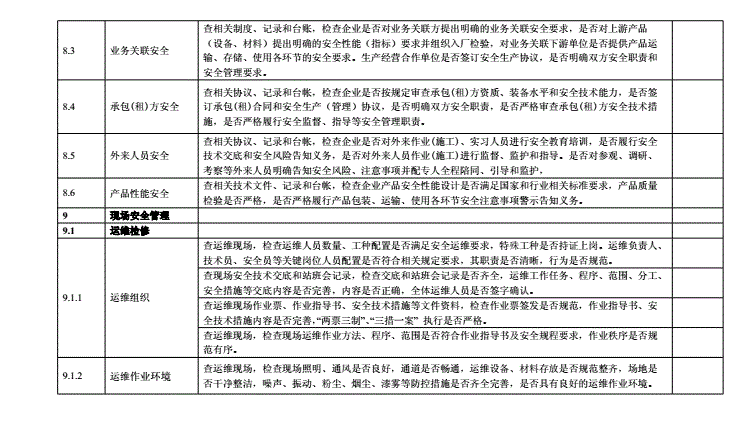 8.3
业务关联安全
查相关制度、记录和台账，检查企业是否对业务关联方提出明确的业务关联安全要求，是否对上游产品
（设备、材料）提出明确的安全性能（指标）要求并组织入厂检验，对业务关联下游单位是否提供产品运
输、存储、使用各环节的安全要求。生产经营合作单位是否签订安全生产协议，是否明确双方安全职责和
安全管理要求。
8.4
承包(租)方安全
查相关协议、记录和台帐，检查企业是否按规定审查承包(租)方资质、装备水平和安全技术能力，是否签
订承包(租)合同和安全生产（管理）协议，是否明确双方安全职责，是否严格审查承包(租)方安全技术措
施，是否严格履行安全监督、指导等安全管理职责。
8.5
外来人员安全
查相关协议、记录和台帐，检查企业是否对外来作业(施工)、实习人员进行安全教育培训，是否履行安全
技术交底和安全风险告知义务，是否对外来人员作业(施工)进行监督、监护和指导。是否对参观、调研、
考察等外来人员明确告知安全风险、注意事项并配专人全程陪同、引导和监护，
8.6
产品性能安全
查相关技术文件、记录和台帐，检查企业产品安全性能设计是否满足国家和行业相关标准要求，产品质量
检验是否严格，是否严格履行产品包装、运输、使用各环节安全注意事项警示告知义务。
9
现场安全管理
9.1
运维检修
9.1.1
运维组织
查运维现场，检查运维人员数量、工种配置是否满足安全运维要求，特殊工种是否持证上岗。运维负责人、
技术员、安全员等关键岗位人员配置是否符合相关规定要求，其职责是否清晰，行为是否规范。
查现场安全技术交底和站班会记录，检查交底和站班会记录是否齐全，运维工作任务、程序、范围、分工、
安全措施等交底内容是否完善，内容是否正确，全体运维人员是否签字确认。
查运维现场作业票、作业指导书、安全技术措施等文件资料，检查作业票签发是否规范，作业指导书、安
全技术措施内容是否完善，“两票三制”、“三措一案” 执行是否严格。
查运维现场，检查现场运维作业方法、程序、范围是否符合作业指导书及安全规程要求，作业秩序是否规
范有序。
9.1.2
运维作业环境
查运维现场，检查现场照明、通风是否良好，通道是否畅通，运维设备、材料存放是否规范整齐，场地是
否干净整洁，噪声、振动、粉尘、烟尘、漆雾等防控措施是否齐全完善，是否具有良好的运维作业环境。